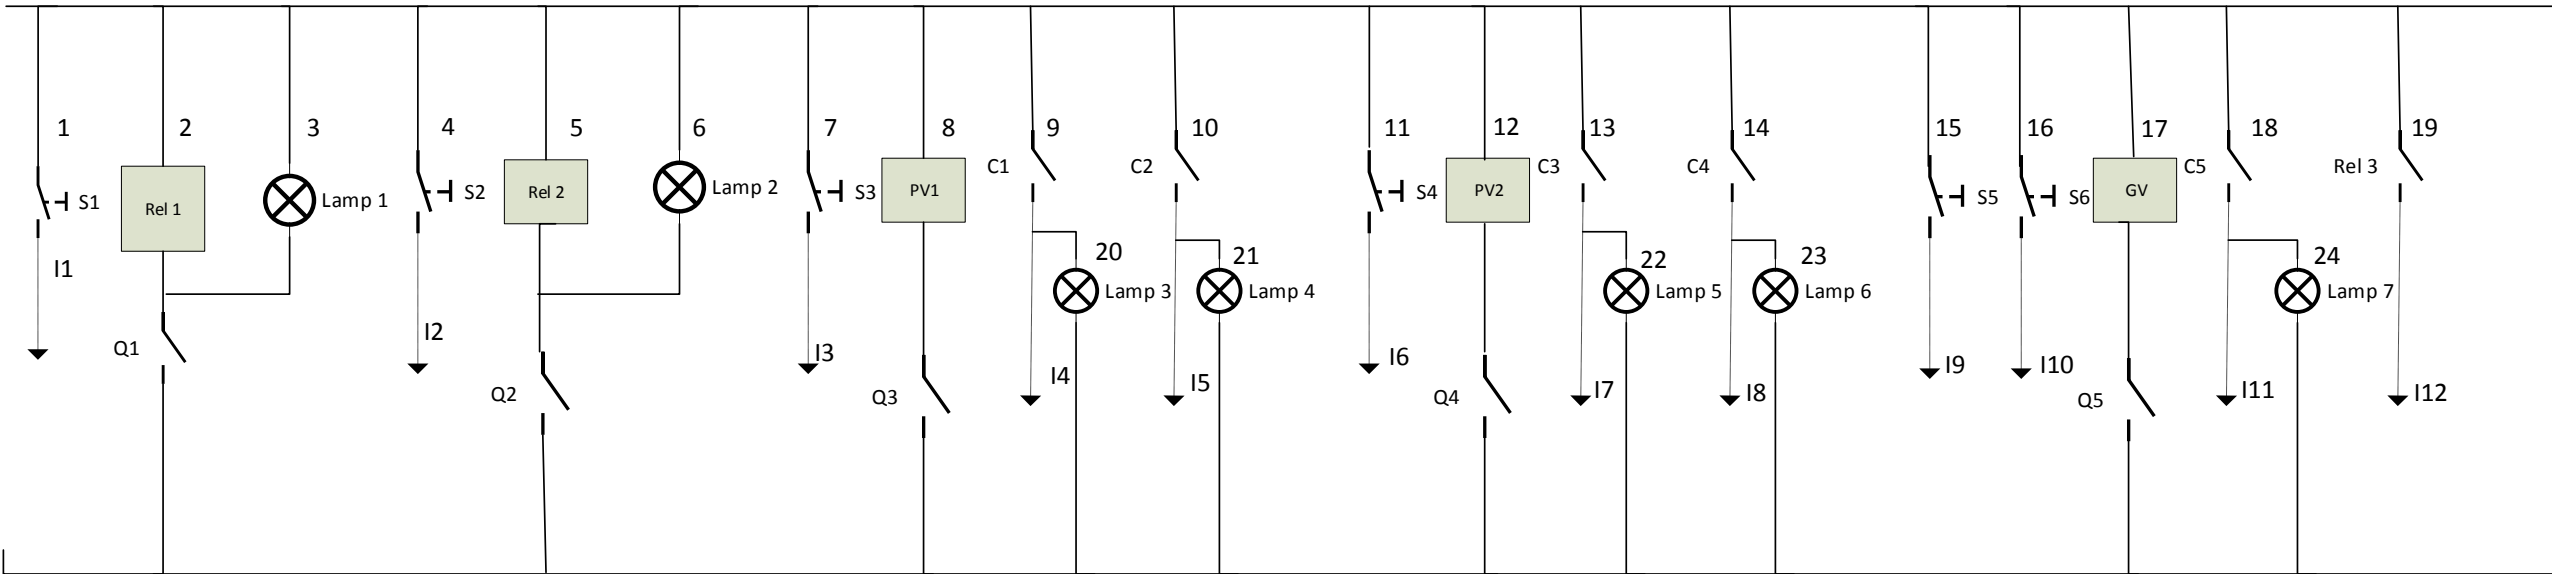 1 2 3 4 5 6 7 8 9 10 11 12 13 14 15 16 17 18 19
C1 C2 C3 C4 C5 Rel 3
S1 Rel 1 Lamp 1 S2 Rel 2 Lamp 2 S3 PV1 S4 PV2 S5 S6 GV
20 21 22 23 24
I1 Lamp 3 Lamp 4 Lamp 5 Lamp 6 Lamp 7
Q1 I2 I3 I6 I9 I10
Q2 Q3 I4 I5 Q4 I7 I8 Q5 I11 I12